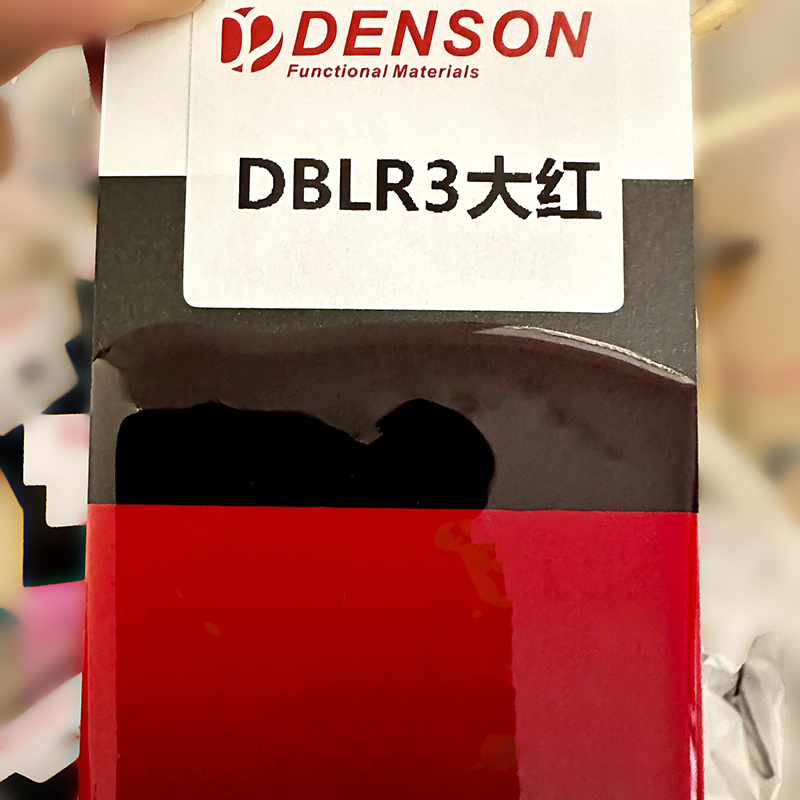 DENSON
Functional Materials
DBLR3大红